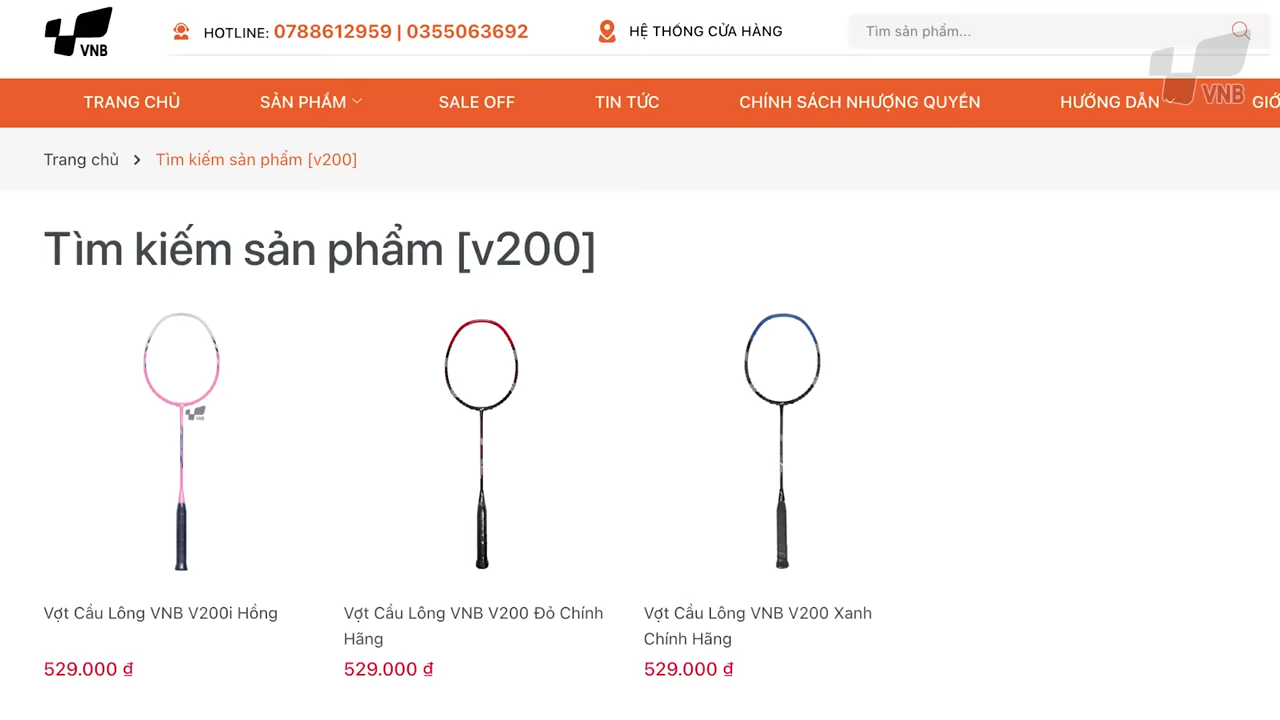 VNB
HOTLINE: 0788612959 | 0355063692
HỆ THỐNG CỬA HÀNG
Tìm sản phẩm...
VNB
TRANG CHỦ
SẢN PHẨM
SALE OFF
TIN TỨC
CHÍNH SÁCH NHƯỢNG QUYỀN
HƯỚNG DẪN
GIỚ
Trang chủ > Tìm kiếm sản phẩm [v200]
Tìm kiếm sản phẩm [v200]
VNB
Vợt Cầu Lông VNB V200i Hồng
529.000 ₫
Vợt Cầu Lông VNB V200 Đỏ Chính
Hãng
529.000 ₫
Vợt Cầu Lông VNB V200 Xanh
Chính Hãng
529.000 ₫